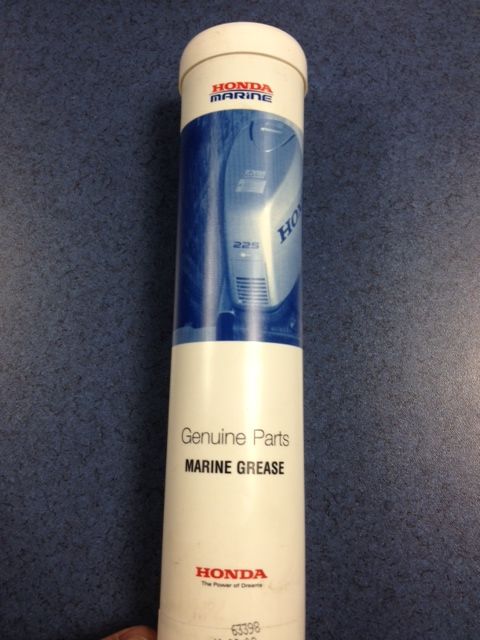 HONDA
MARINE
HON
225
Genuine Parts
MARINE GREASE
HONDA
The Power of Dreams
63398